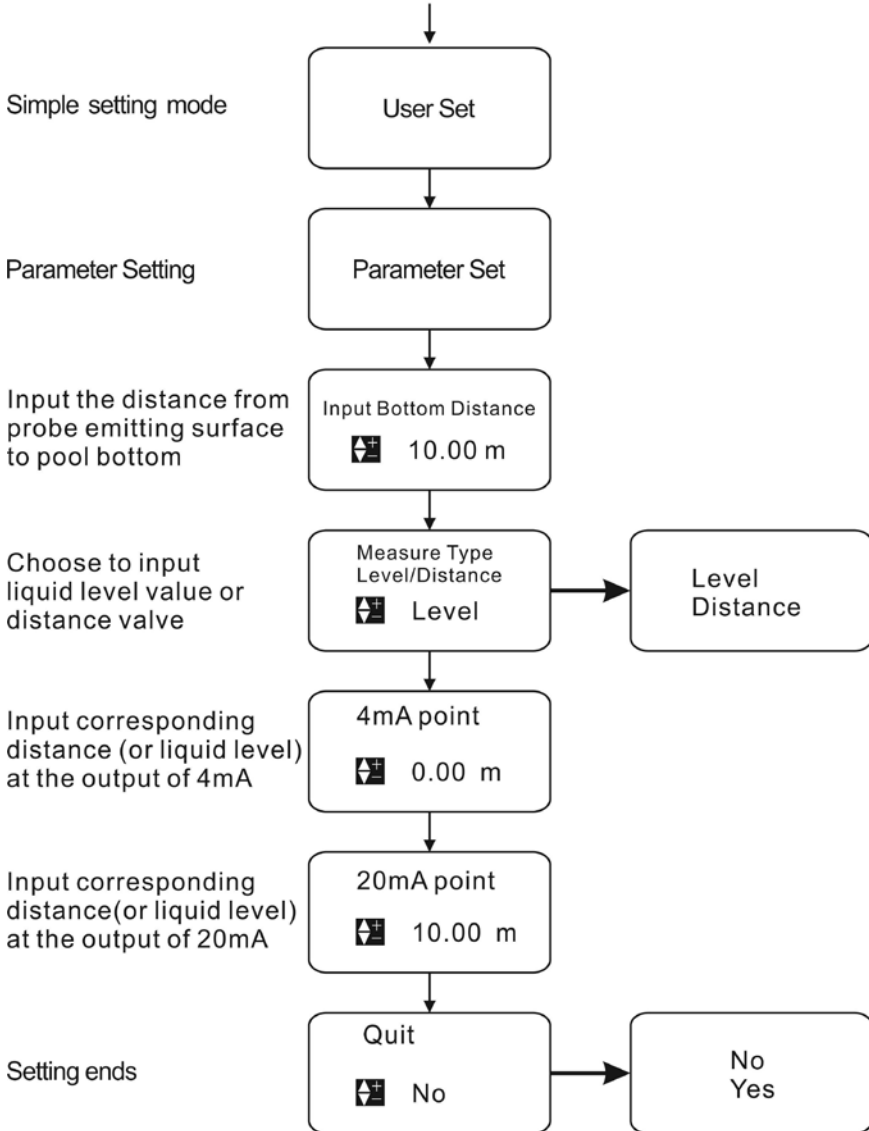 Simple setting mode
User Set
Parameter Setting
Parameter Set
Input the distance from
probe emitting surface
to pool bottom
Input Bottom Distance
+
- 10.00 m
Choose to input
liquid level value or
distance valve
Measure Type
Level/Distance
+
- Level
Level
Distance
Input corresponding
distance (or liquid level)
at the output of 4mA
4mA point
+
- 0.00 m
Input corresponding
distance(or liquid level)
at the output of 20mA
20mA point
+
- 10.00 m
Setting ends
Quit
+
- No
No
Yes